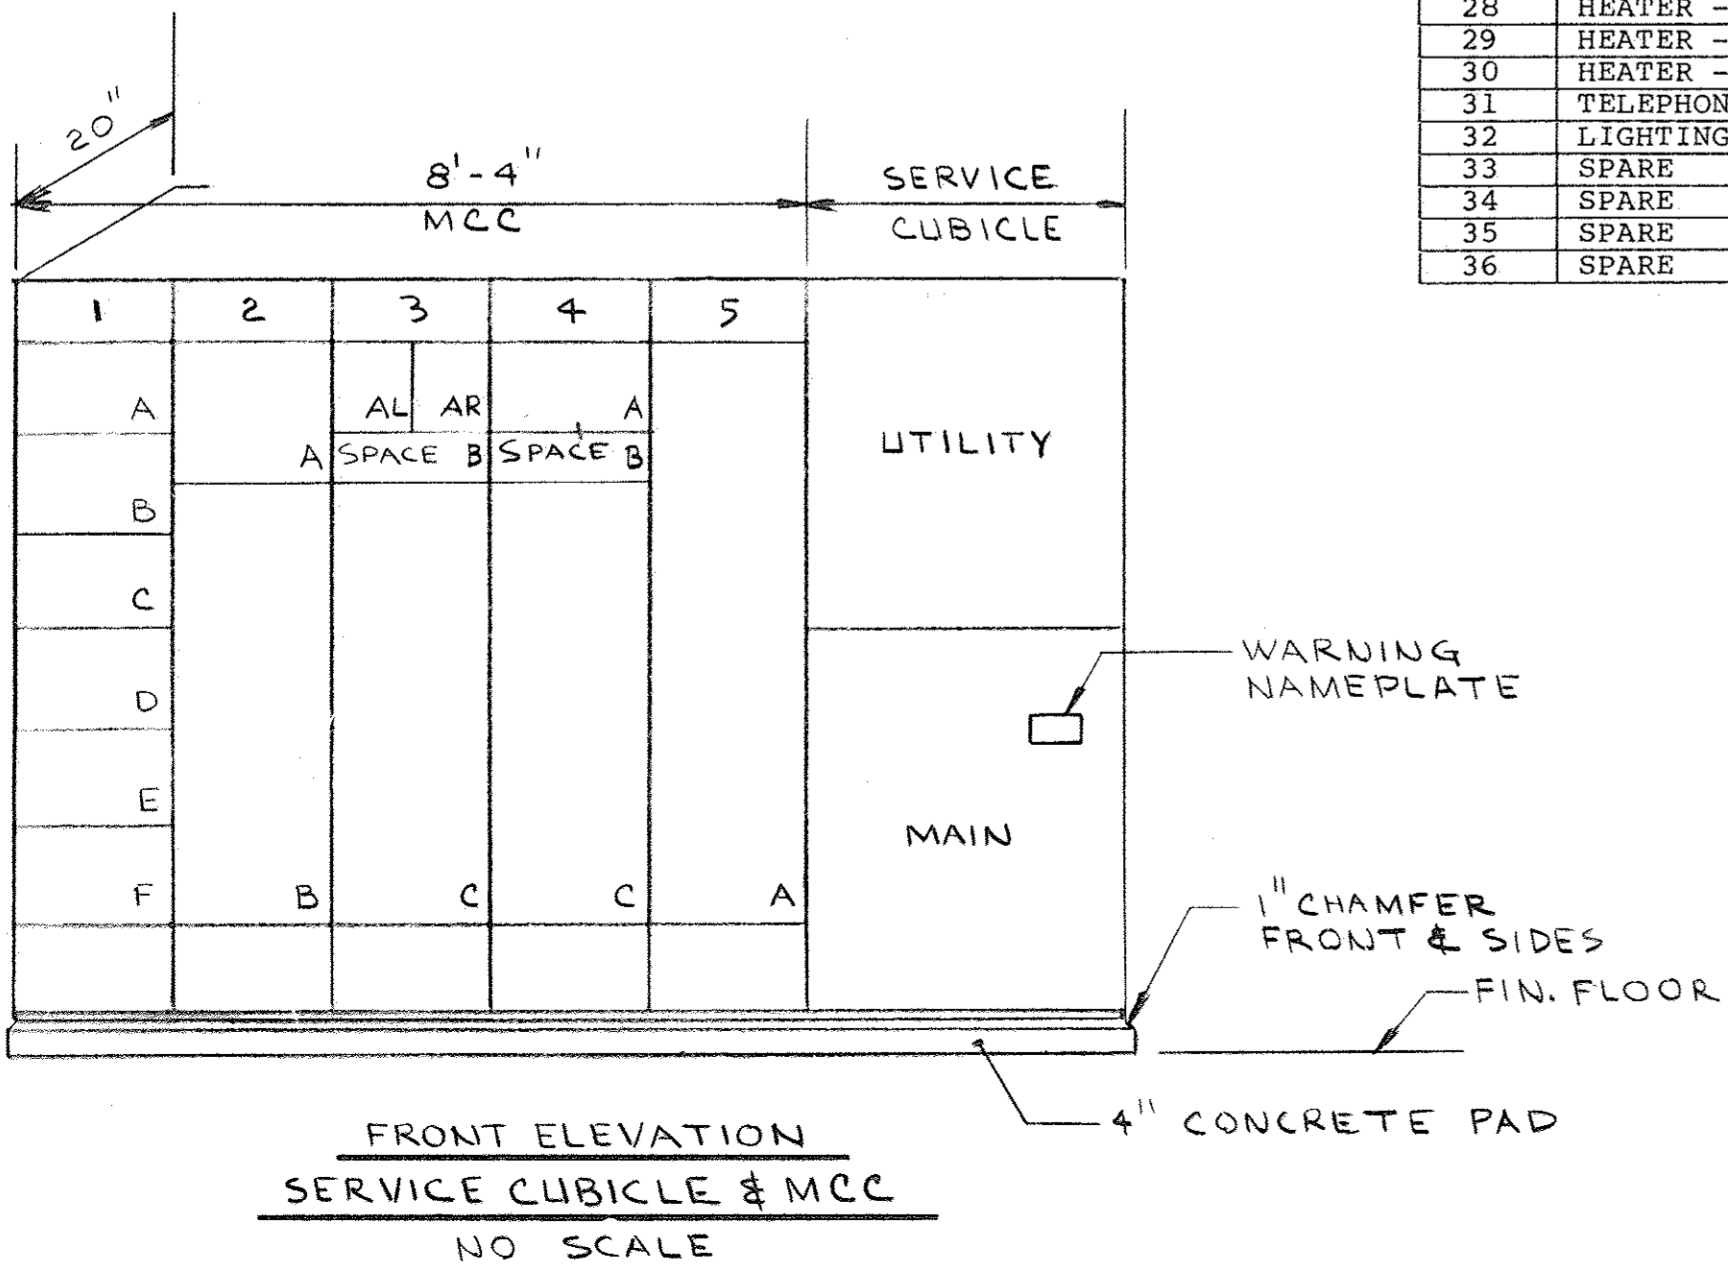 28 HEATER -
29 HEATER -
30 HEATER -
31 TELEPHON
32 LIGHTING
33 SPARE
34 SPARE
35 SPARE
36 SPARE
20"
8'-4"
MCC
SERVICE
CUBICLE
1 2 3 4 5
A AL AR A
A SPACE B SPACE B
UTILITY
B
C
D
E
F B C C A
MAIN
WARNING
NAMEPLATE
1" CHAMFER
FRONT & SIDES
FIN. FLOOR
4" CONCRETE PAD
FRONT ELEVATION
SERVICE CUBICLE & MCC
NO SCALE